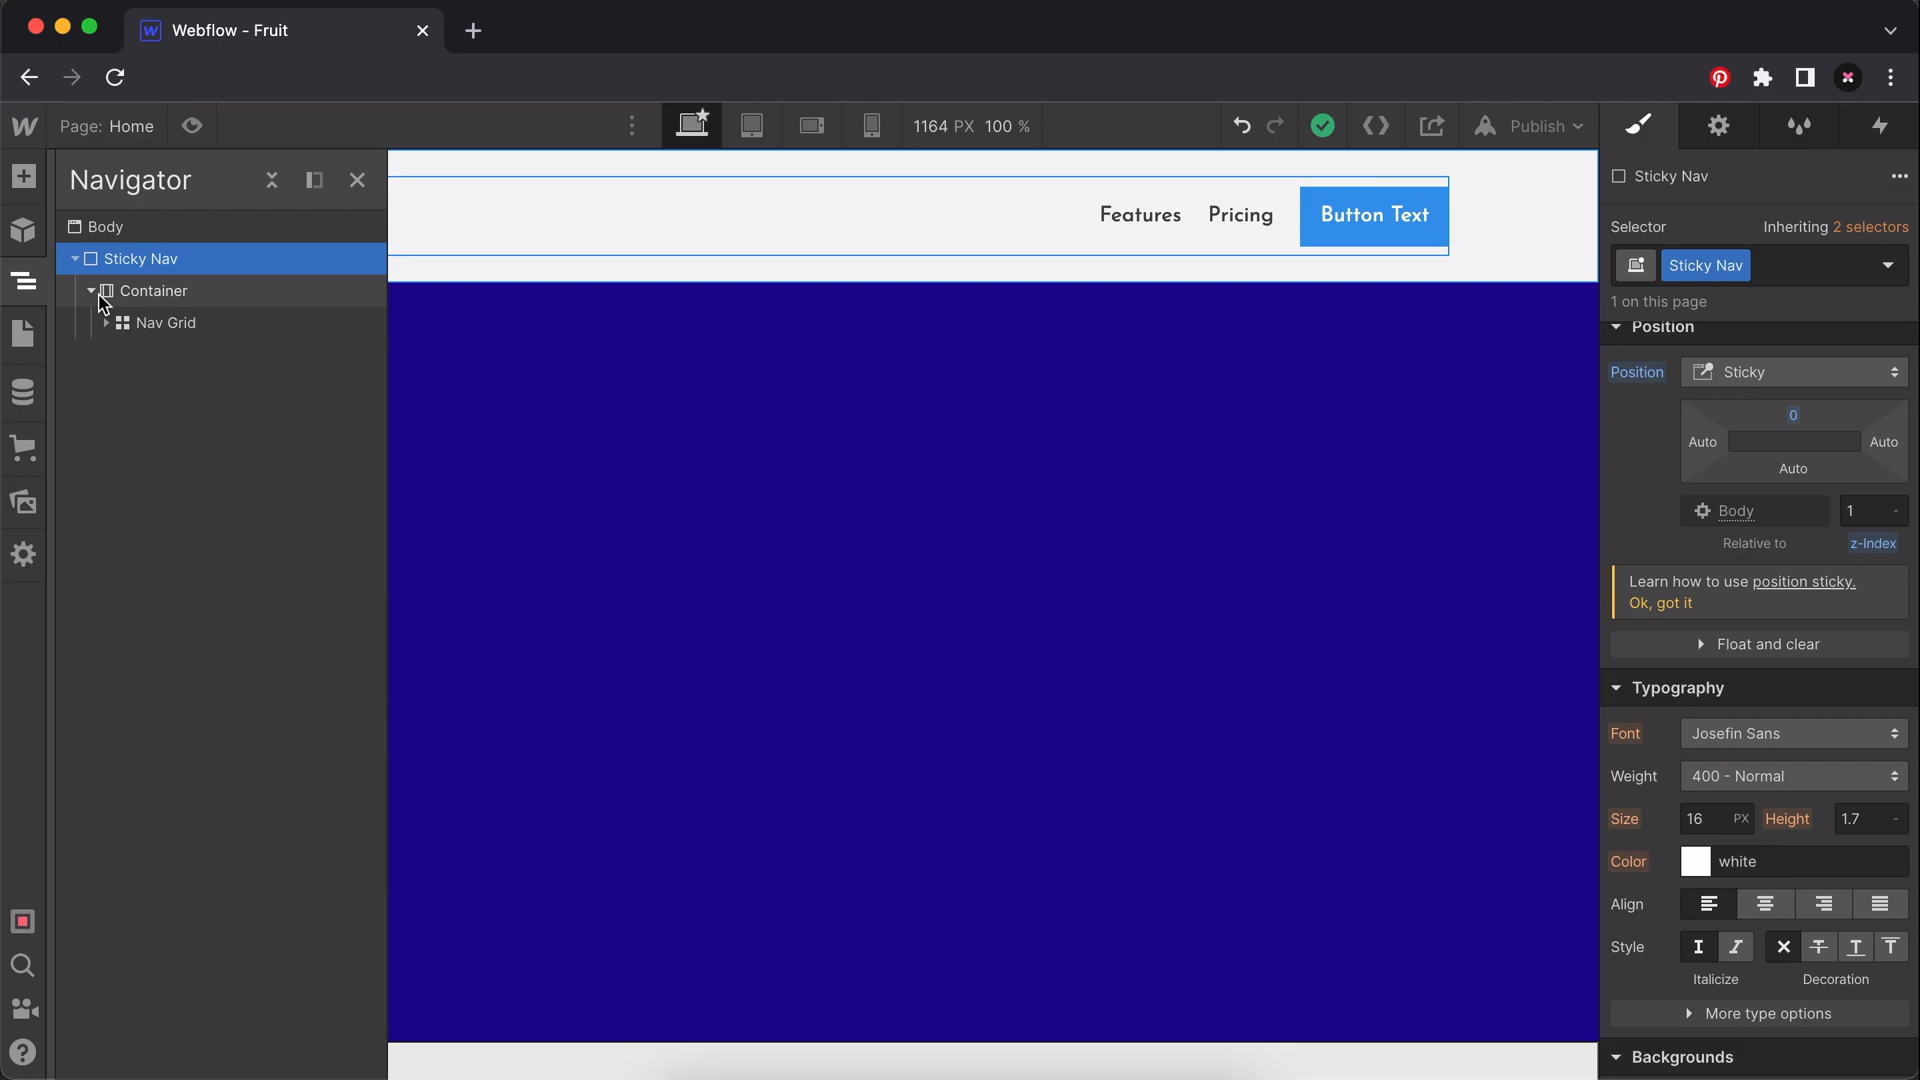 Webflow - Fruit
Page: Home
1164 PX 100 %
Publish
Navigator
Body
Sticky Nav
Container
Nav Grid
Features Pricing Button Text
Sticky Nav
Selector Inheriting 2 selectors
Sticky Nav
1 on this page
Position
Position Sticky
0
Auto Auto
Auto
Body 1 -
Relative to z-Index
Learn how to use position sticky.
Ok, got it
Float and clear
Typography
Font Josefin Sans
Weight 400 - Normal
Size 16 PX Height 1.7 -
Color white
Align
Style
Italicize Decoration
More type options
Backgrounds